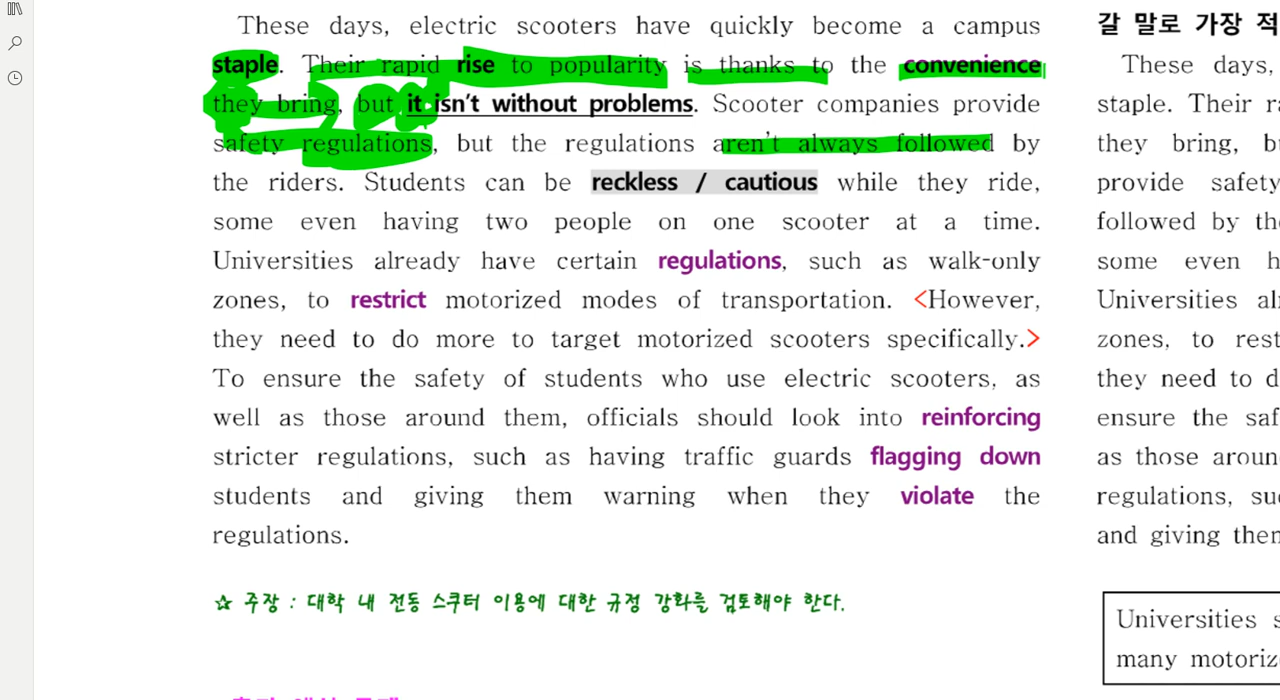 These days, electric scooters have quickly become a campus
staple. Their rapid rise to popularity is thanks to the convenience
they bring, but it isn't without problems. Scooter companies provide
safety regulations, but the regulations aren't always followed by
the riders. Students can be reckless / cautious while they ride,
some even having two people on one scooter at a time.
Universities already have certain regulations, such as walk-only
zones, to restrict motorized modes of transportation. <However,
they need to do more to target motorized scooters specifically.>
To ensure the safety of students who use electric scooters, as
well as those around them, officials should look into reinforcing
stricter regulations, such as having traffic guards flagging down
students and giving them warning when they violate the
regulations.
☆ 주장 : 대학 내 전동 스쿠터 이용에 대한 규정 강화를 검토해야 한다.
갈 말로 가장 적
These days,
staple. Their
they bring,
provide safety
followed by
some even
Universities
zones, to
they need to
ensure the
as those
regulations,
and giving
Universities
many